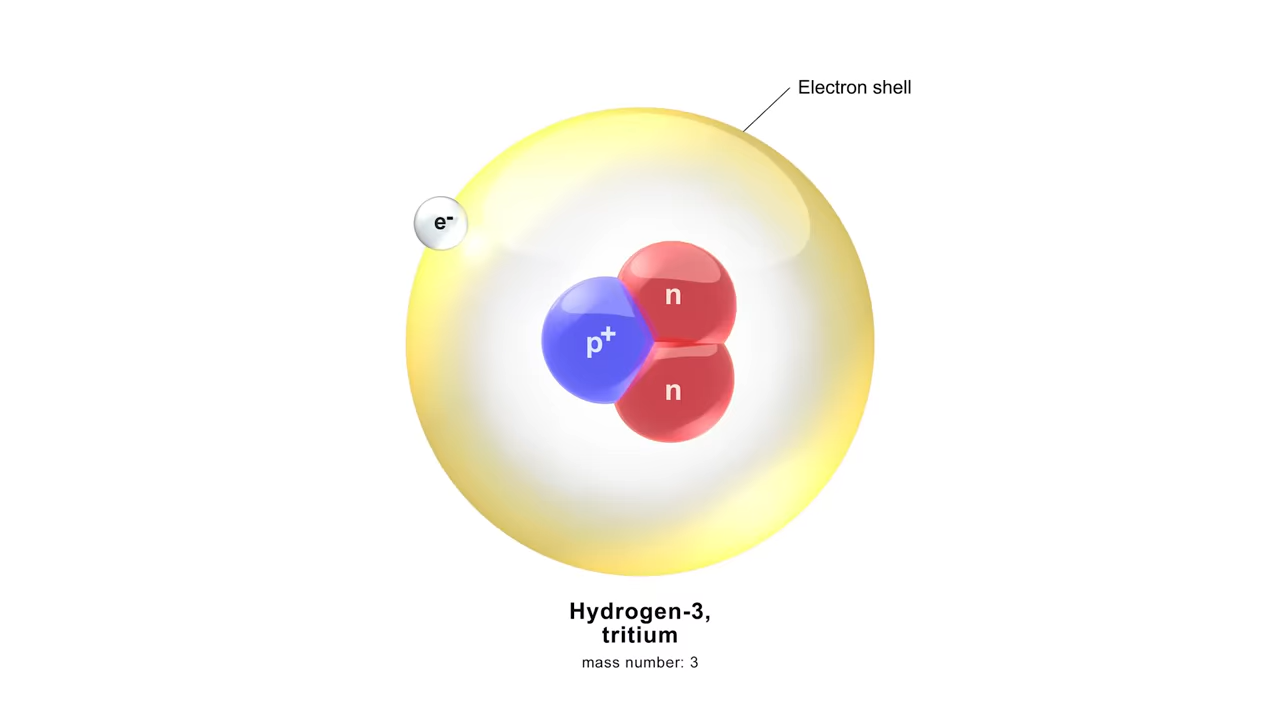 Electron shell
e-
n
p+
n
Hydrogen-3,
tritium
mass number: 3